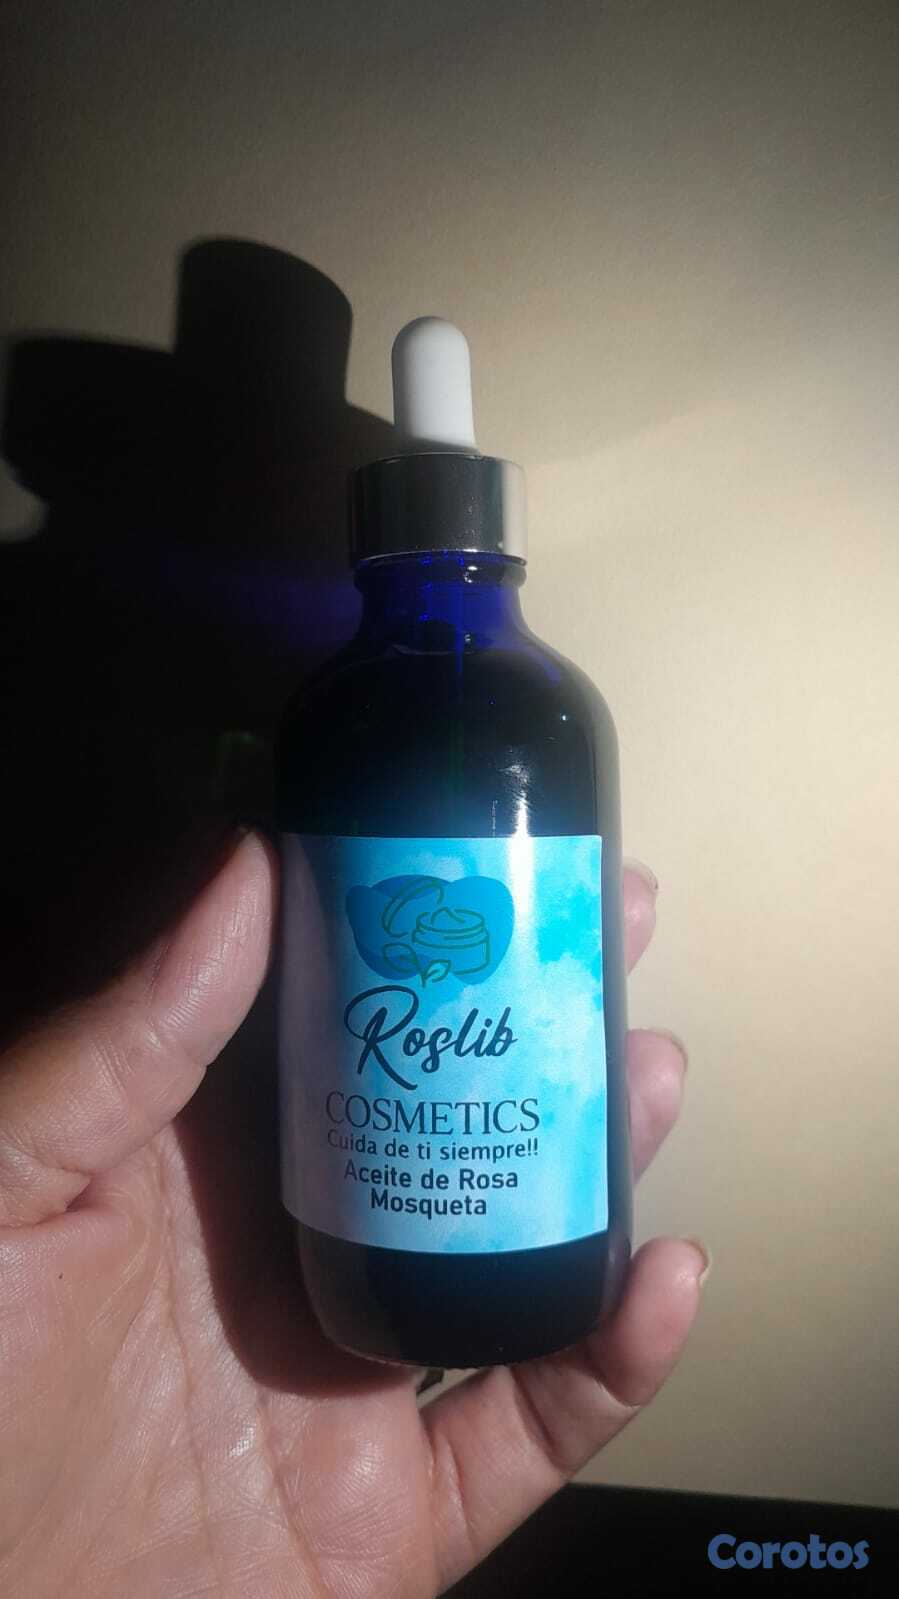 Roslib
COSMETICS
Cuida de ti siempre!!
Aceite de Rosa
Mosqueta
Corotos